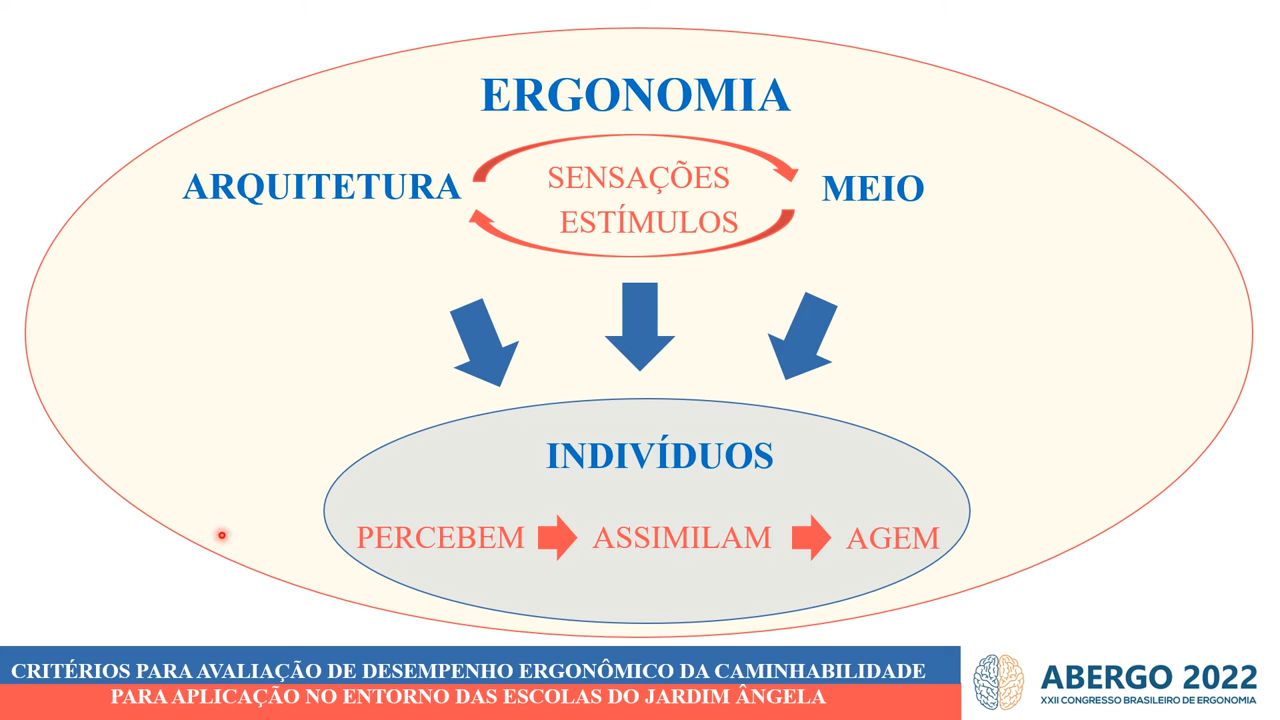 ERGONOMIA
ARQUITETURA
SENSAÇÕES
ESTÍMULOS
MEIO
INDIVÍDUOS
PERCEBEM
ASSIMILAM
AGEM
CRITÉRIOS PARA AVALIAÇÃO DE DESEMPENHO ERGONÔMICO DA CAMINHABILIDADE
PARA APLICAÇÃO NO ENTORNO DAS ESCOLAS DO JARDIM ÂNGELA
ABERGO 2022
XXII CONGRESSO BRASILEIRO DE ERGONOMIA